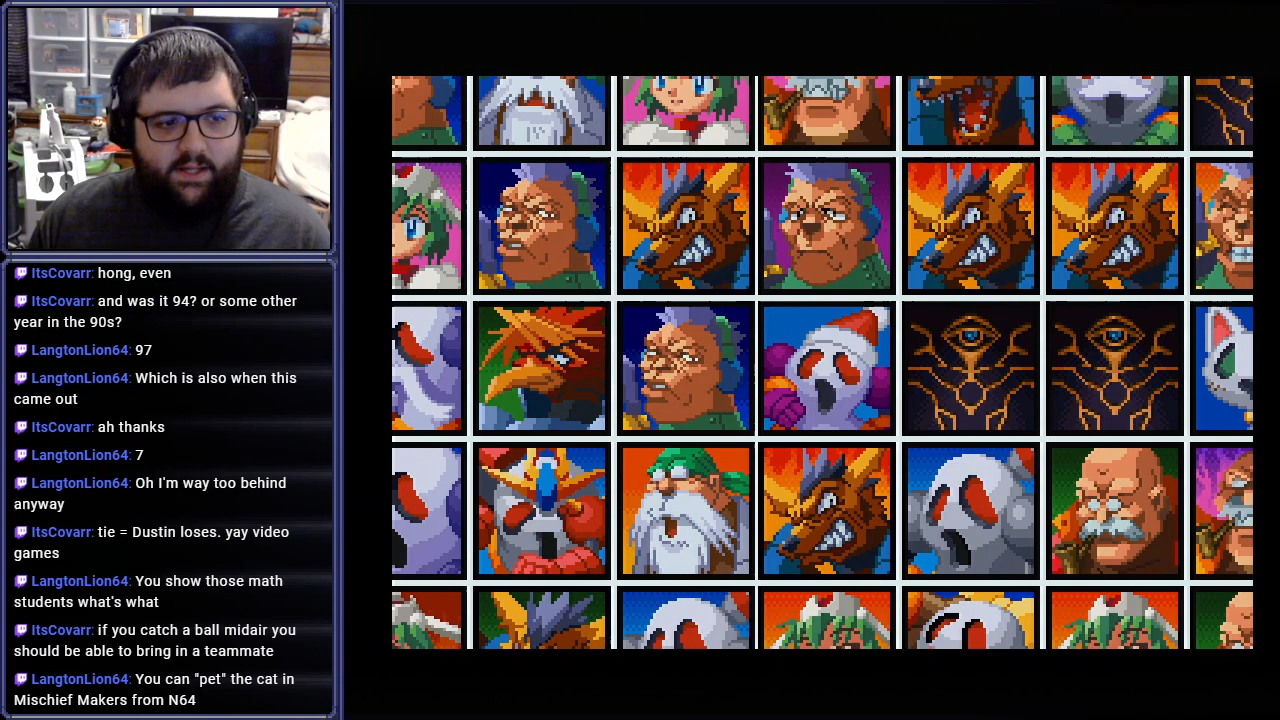 ItsCovarr: hong, even
ItsCovarr: and was it 94? or some other
year in the 90s?
LangtonLion64: 97
LangtonLion64: Which is also when this
came out
ItsCovarr: ah thanks
LangtonLion64: 7
LangtonLion64: Oh I'm way too behind
anyway
ItsCovarr: tie = Dustin loses. yay video
games
LangtonLion64: You show those math
students what's what
ItsCovarr: if you catch a ball midair you
should be able to bring in a teammate
LangtonLion64: You can "pet" the cat in
Mischief Makers from N64